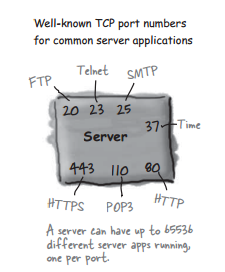 Well-known TCP port numbers
for common server applications
Telnet
SMTP
FTP
20 23 25
37
Time
Server
443 110 80
HTTPS POP3 HTTP
A server can have up to 65536
different server apps running,
one per port.